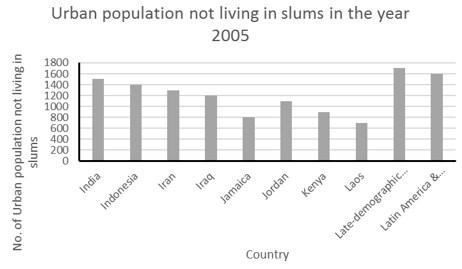 Urban population not living in slums in the year
2005
No. of Urban population not living in
slums
1800
1600
1400
1200
1000
800
600
400
200
0
India
Indonesia
Iran
Iraq
Jamaica
Jordan
Kenya
Laos
Late-demographic...
Latin America &...
Country